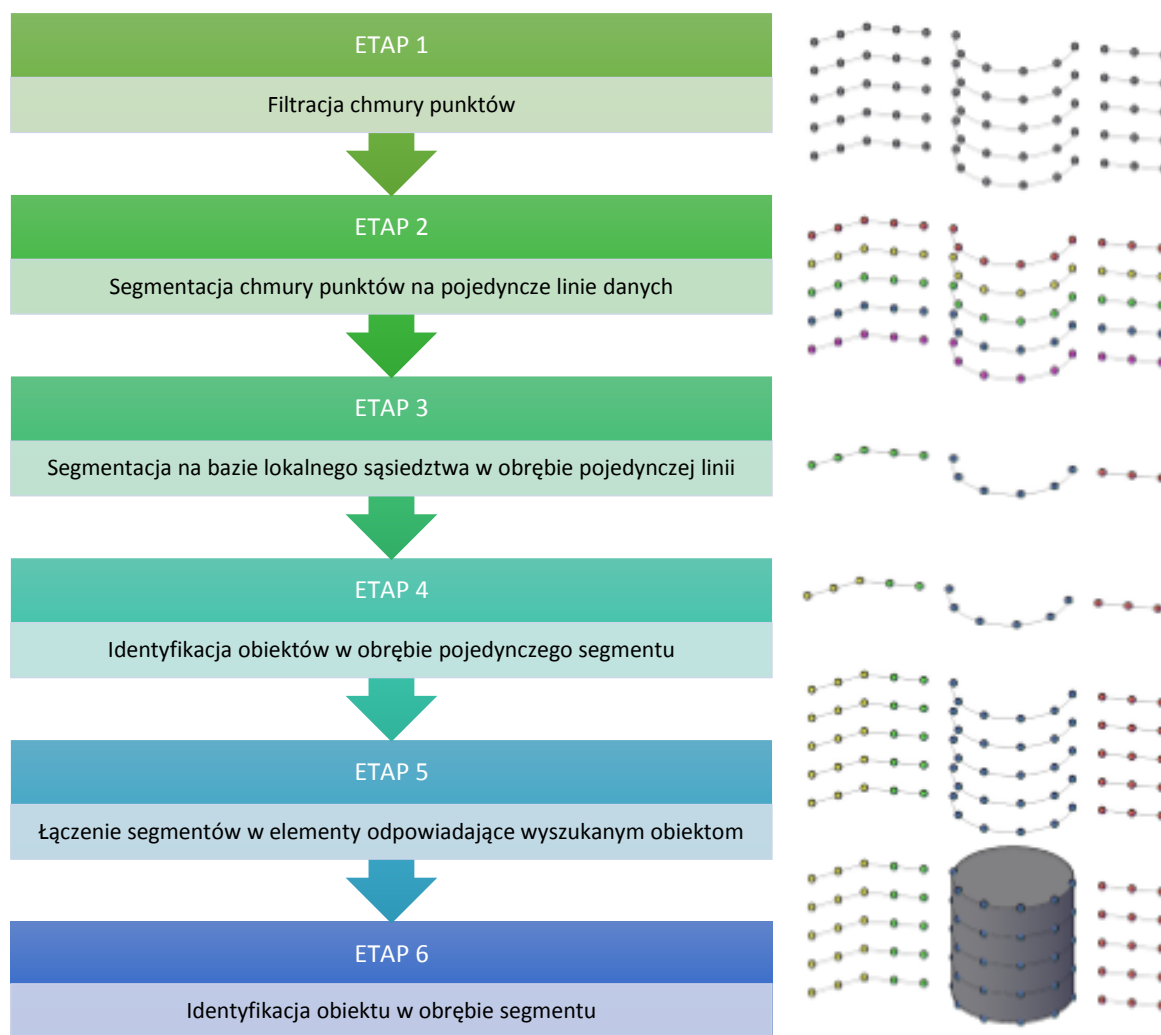 ETAP 1
Filtracja chmury punktów
ETAP 2
Segmentacja chmury punktów na pojedyncze linie danych
ETAP 3
Segmentacja na bazie lokalnego sąsiedztwa w obrębie pojedynczej linii
ETAP 4
Identyfikacja obiektów w obrębie pojedynczego segmentu
ETAP 5
Łączenie segmentów w elementy odpowiadające wyszukanym obiektom
ETAP 6
Identyfikacja obiektu w obrębie segmentu